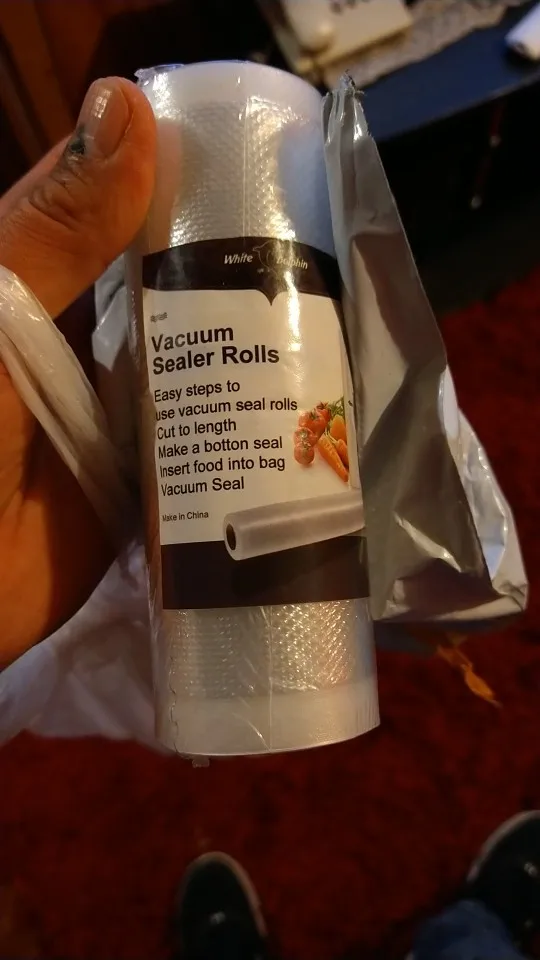 White Dolphin
Vacuum
Sealer Rolls
Easy steps to
use vacuum seal rolls
Cut to length
Make a botton seal
Insert food into bag
Vacuum Seal
Make in China